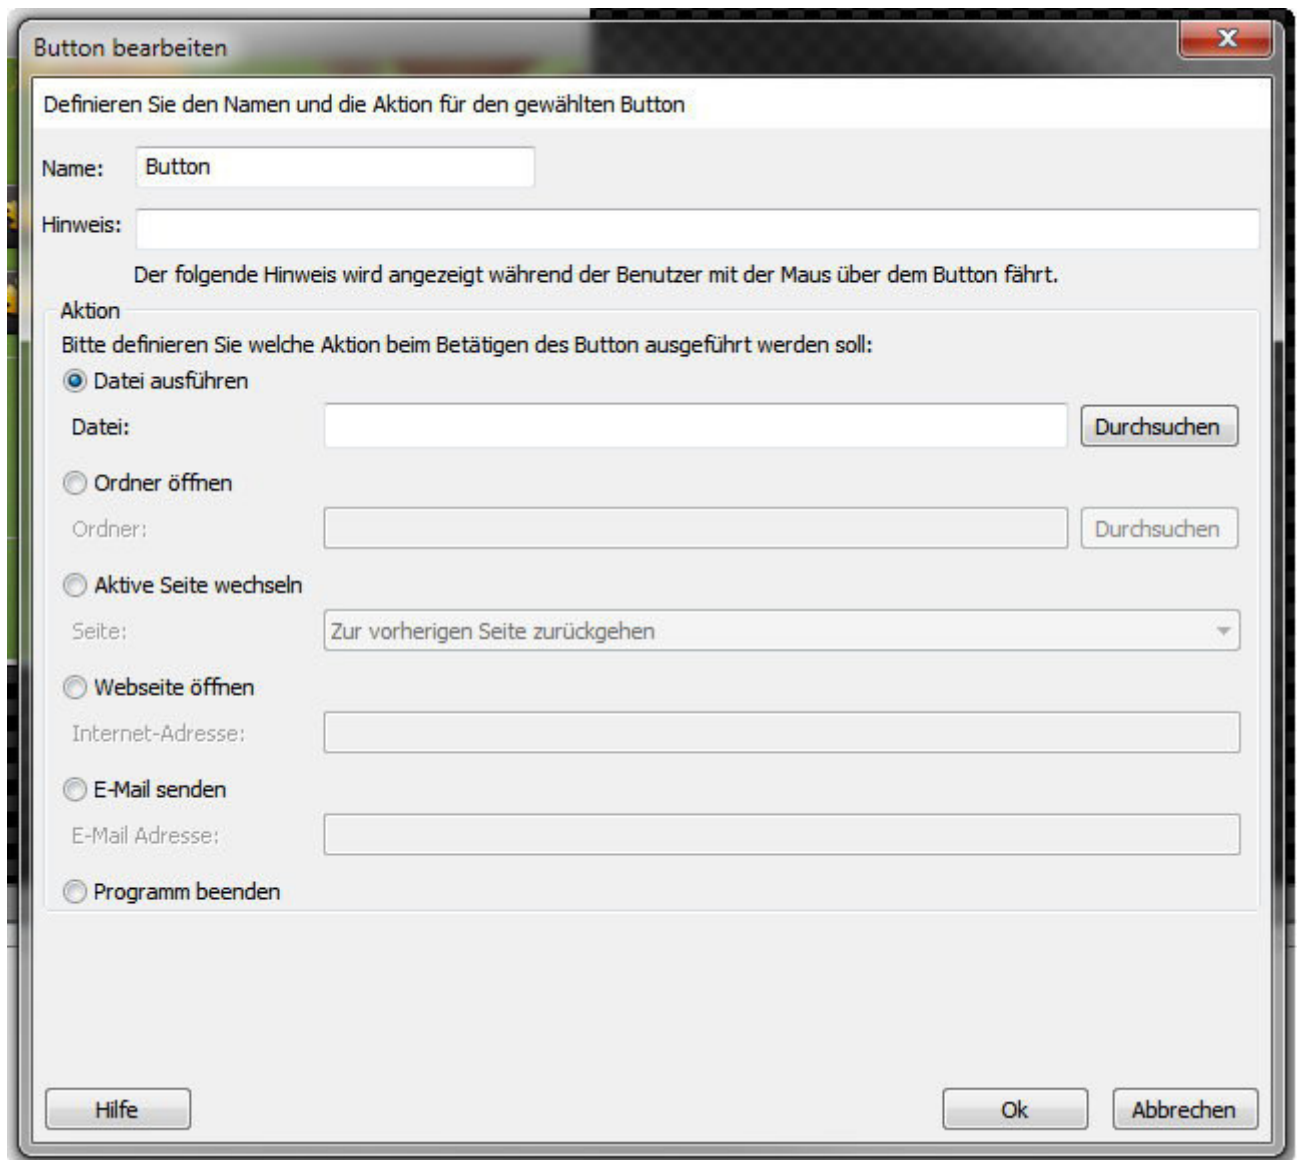 Button bearbeiten
Definieren Sie den Namen und die Aktion für den gewählten Button
Name: Button
Hinweis:
Der folgende Hinweis wird angezeigt während der Benutzer mit der Maus über dem Button fährt.
Aktion
Bitte definieren Sie welche Aktion beim Betätigen des Button ausgeführt werden soll:
Datei ausführen
Datei: Durchsuchen
Ordner öffnen
Ordner: Durchsuchen
Aktive Seite wechseln
Seite: Zur vorherigen Seite zurückgehen
Webseite öffnen
Internet-Adresse:
E-Mail senden
E-Mail Adresse:
Programm beenden
Hilfe Ok Abbrechen